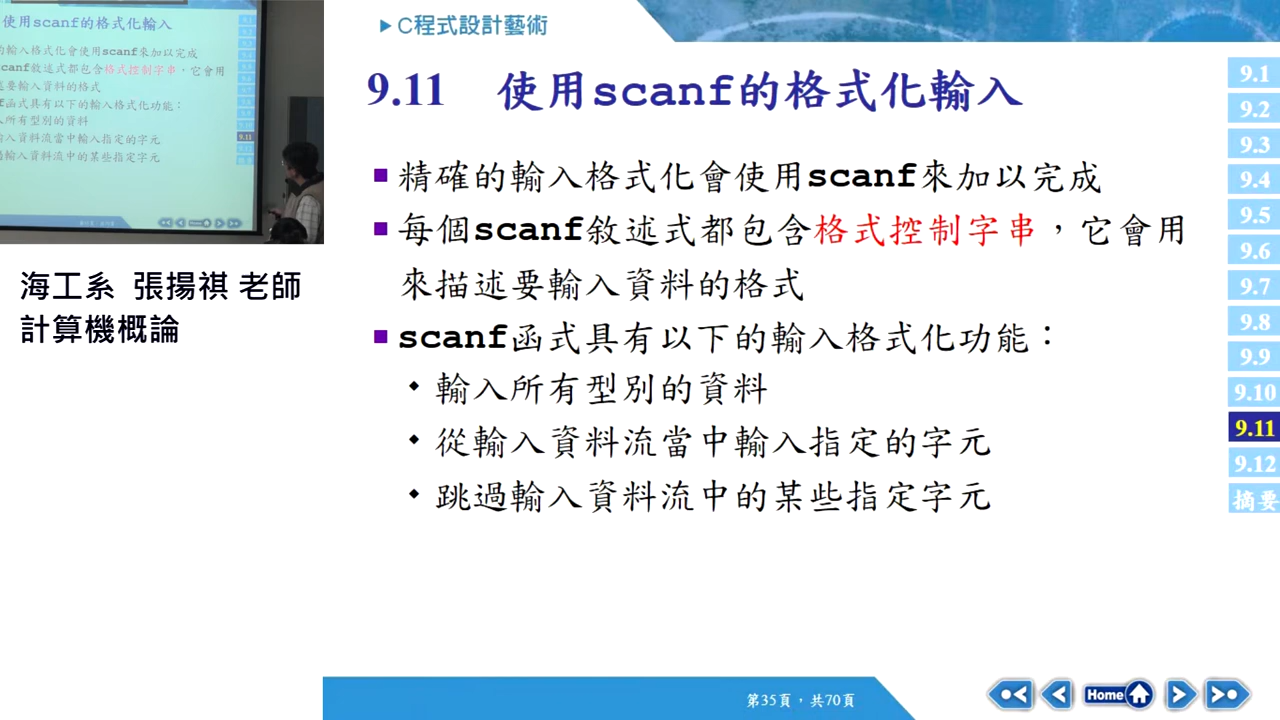 使用scanf的格式化輸入
的輸入格式化會使用scanf來加以完成
canf敘述式都包含格式控制字串，它會用
述要輸入資料的格式
f函式具有以下的輸入格式化功能：
入所有型別的資料
輸入資料流當中輸入指定的字元
過輸入資料流中的某些指定字元
9.11
海工系 張揚祺 老師
計算機概論
C程式設計藝術
9.11 使用scanf的格式化輸入
精確的輸入格式化會使用scanf來加以完成
每個scanf敘述式都包含格式控制字串，它會用
來描述要輸入資料的格式
scanf函式具有以下的輸入格式化功能：
輸入所有型別的資料
從輸入資料流當中輸入指定的字元
跳過輸入資料流中的某些指定字元
9.1
9.2
9.3
9.4
9.5
9.6
9.7
9.8
9.9
9.10
9.11
9.12
摘要
第35頁，共70頁
Home